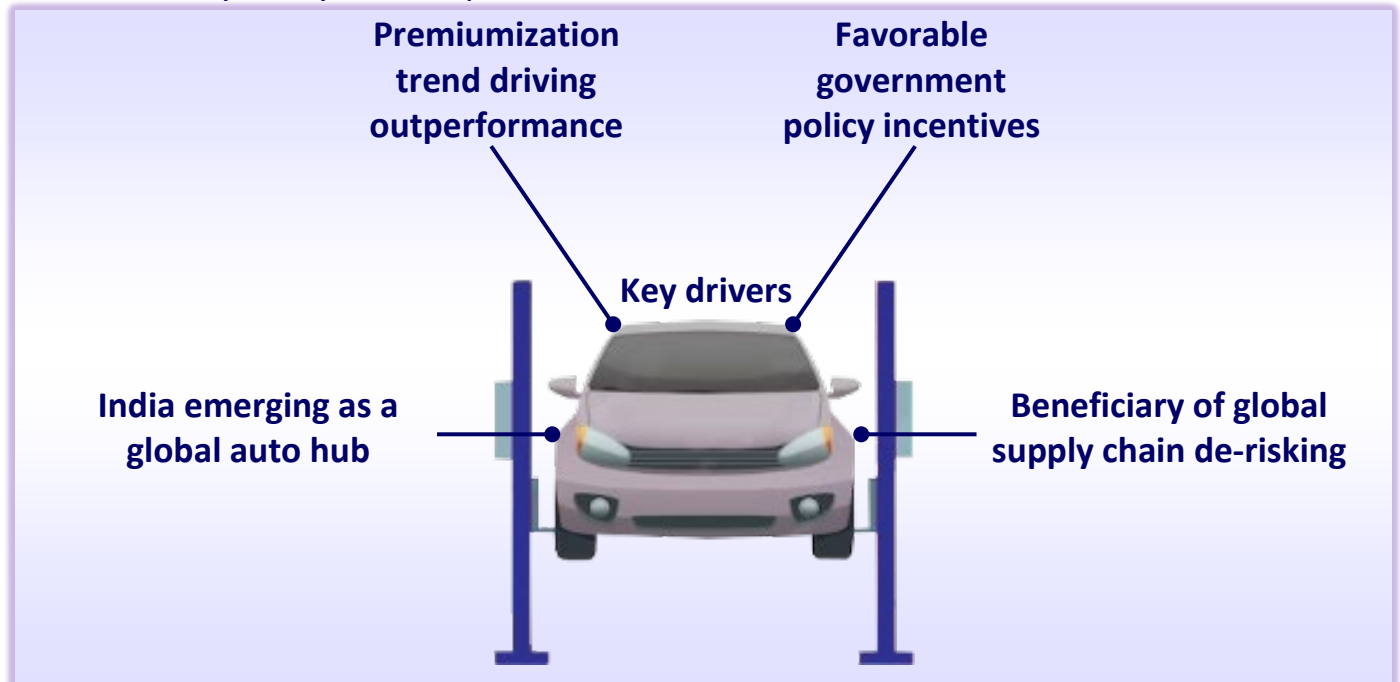 Premiumization
trend driving
outperformance
Favorable
government
policy incentives
Key drivers
India emerging as a
global auto hub
Beneficiary of global
supply chain de-risking